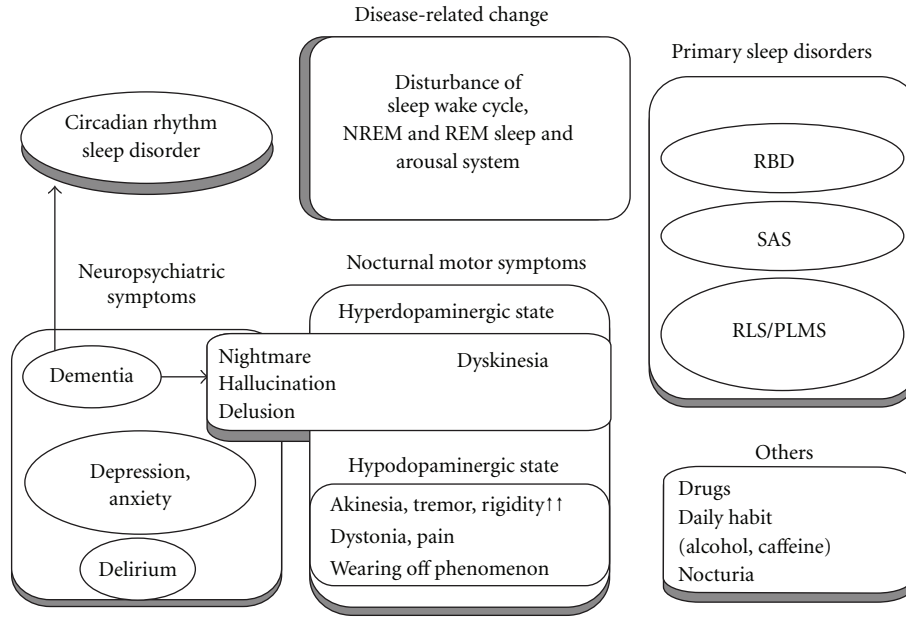 Disease-related change
Disturbance of
sleep wake cycle,
NREM and REM sleep and
arousal system
Primary sleep disorders
RBD
SAS
RLS/PLMS
Circadian rhythm
sleep disorder
Neuropsychiatric
symptoms
Dementia
Depression,
anxiety
Delirium
Nocturnal motor symptoms
Hyperdopaminergic state
Nightmare
Hallucination
Delusion
Dyskinesia
Hypodopaminergic state
Akinesia, tremor, rigidity↑↑
Dystonia, pain
Wearing off phenomenon
Others
Drugs
Daily habit
(alcohol, caffeine)
Nocturia